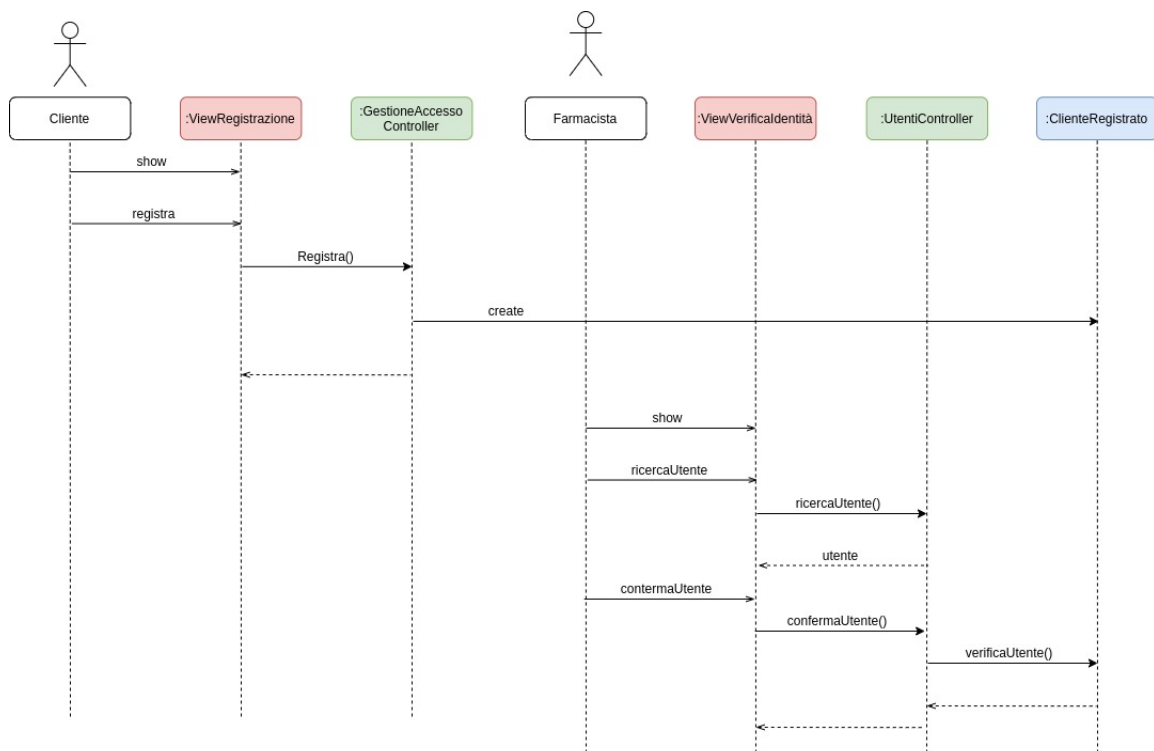 Cliente
:ViewRegistrazione
:GestioneAccesso
Controller
Farmacista
:ViewVerificaIdentità
:UtentiController
:ClienteRegistrato
show
registra
Registra()
create
show
ricercaUtente
ricercaUtente()
utente
contermaUtente
confermaUtente()
verificaUtente()